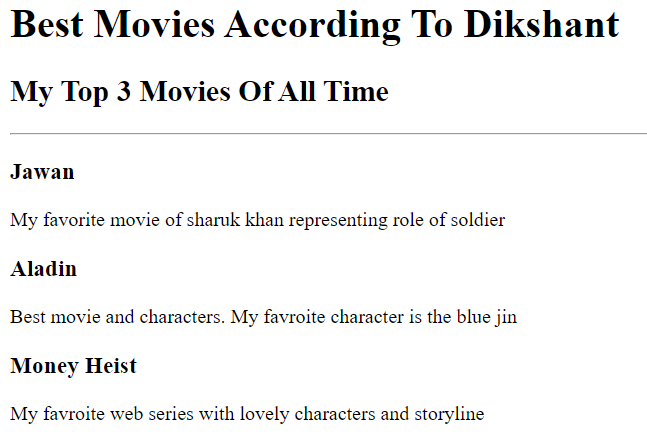 Best Movies According To Dikshant
My Top 3 Movies Of All Time
Jawan
My favorite movie of sharuk khan representing role of soldier
Aladin
Best movie and characters. My favroite character is the blue jin
Money Heist
My favroite web series with lovely characters and storyline